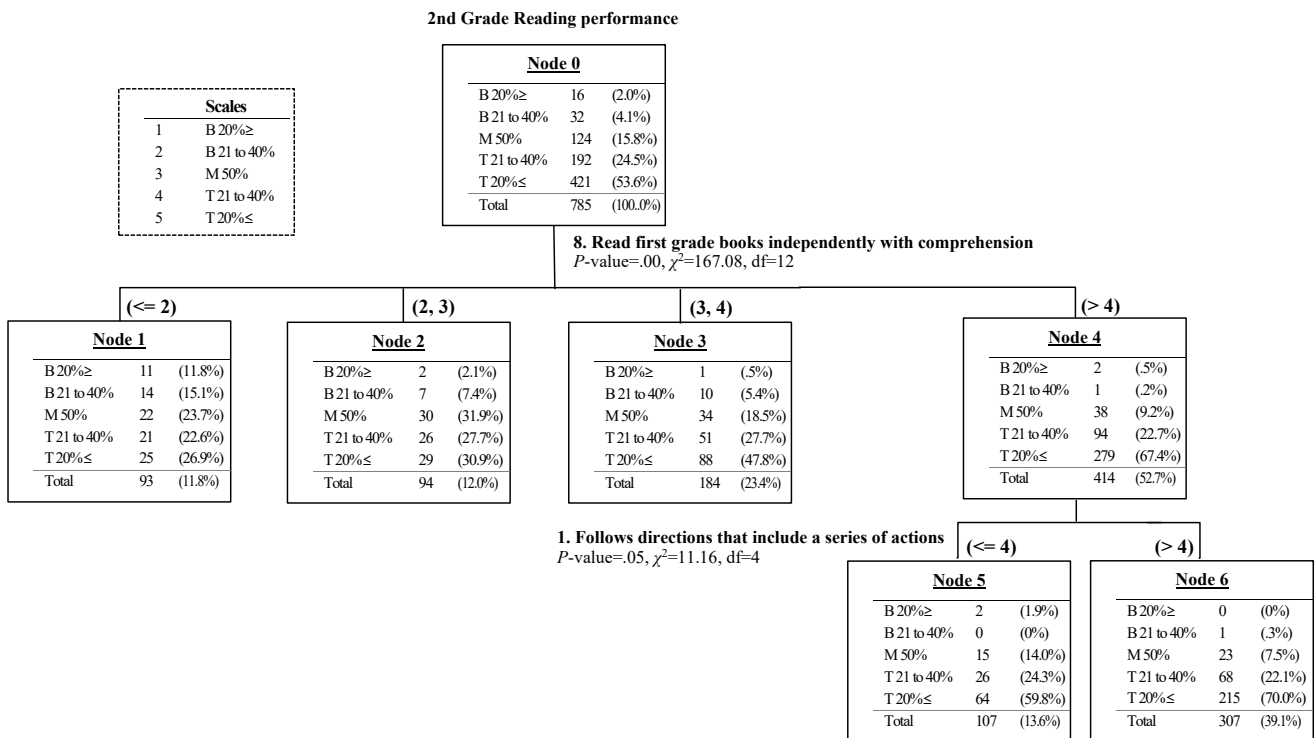 2nd Grade Reading performance
Node 0
B 20%≥ 16 (2.0%)
B 21 to 40% 32 (4.1%)
M 50% 124 (15.8%)
T 21 to 40% 192 (24.5%)
T 20%≤ 421 (53.6%)
Total 785 (100..0%)
Scales
1 B 20%≥
2 B 21 to 40%
3 M 50%
4 T 21 to 40%
5 T 20%≤
8. Read first grade books independently with comprehension
P-value=.00, χ²=167.08, df=12
(<= 2)
(2, 3)
(3, 4)
(> 4)
Node 1
B 20%≥ 11 (11.8%)
B 21 to 40% 14 (15.1%)
M 50% 22 (23.7%)
T 21 to 40% 21 (22.6%)
T 20%≤ 25 (26.9%)
Total 93 (11.8%)
Node 2
B 20%≥ 2 (2.1%)
B 21 to 40% 7 (7.4%)
M 50% 30 (31.9%)
T 21 to 40% 26 (27.7%)
T 20%≤ 29 (30.9%)
Total 94 (12.0%)
Node 3
B 20%≥ 1 (.5%)
B 21 to 40% 10 (5.4%)
M 50% 34 (18.5%)
T 21 to 40% 51 (27.7%)
T 20%≤ 88 (47.8%)
Total 184 (23.4%)
Node 4
B 20%≥ 2 (.5%)
B 21 to 40% 1 (.2%)
M 50% 38 (9.2%)
T 21 to 40% 94 (22.7%)
T 20%≤ 279 (67.4%)
Total 414 (52.7%)
1. Follows directions that include a series of actions
P-value=.05, χ²=11.16, df=4
(<= 4)
(> 4)
Node 5
B 20%≥ 2 (1.9%)
B 21 to 40% 0 (0%)
M 50% 15 (14.0%)
T 21 to 40% 26 (24.3%)
T 20%≤ 64 (59.8%)
Total 107 (13.6%)
Node 6
B 20%≥ 0 (0%)
B 21 to 40% 1 (.3%)
M 50% 23 (7.5%)
T 21 to 40% 68 (22.1%)
T 20%≤ 215 (70.0%)
Total 307 (39.1%)